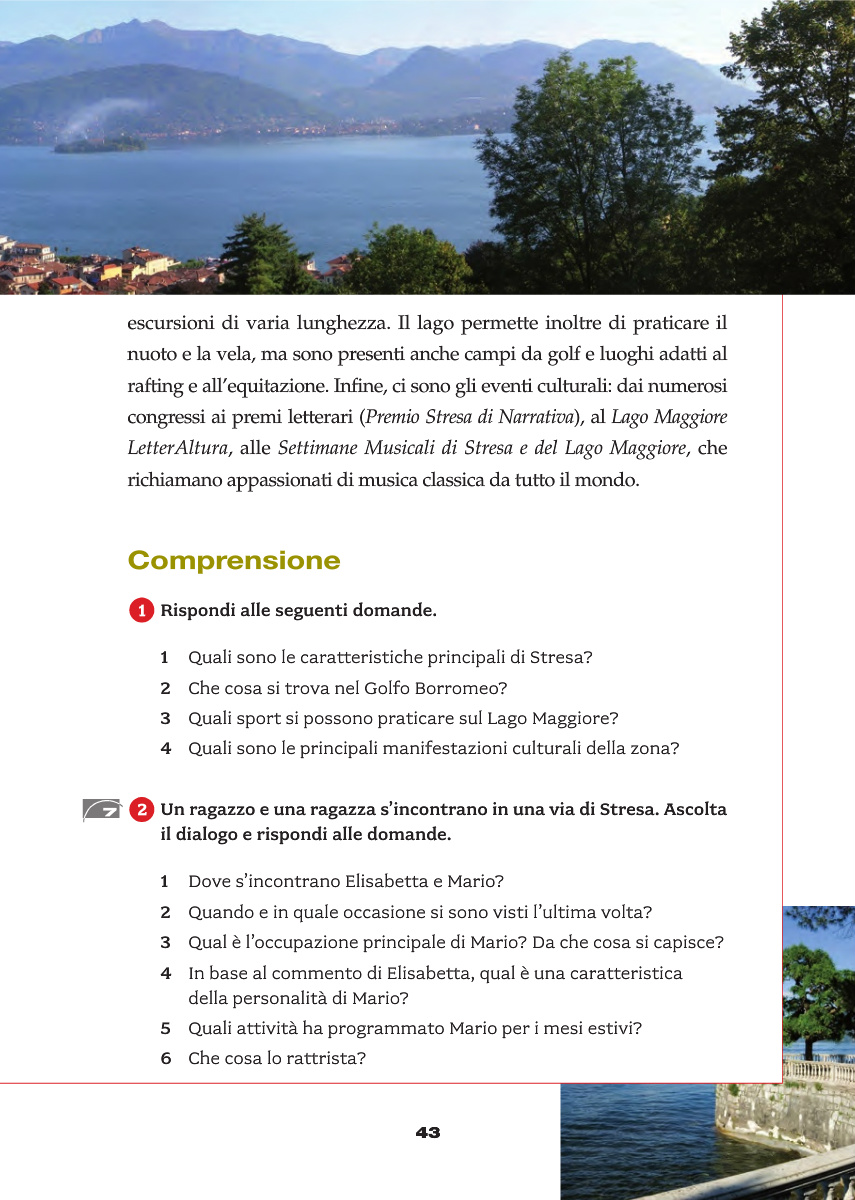 escursioni di varia lunghezza. Il lago permette inoltre di praticare il
nuoto e la vela, ma sono presenti anche campi da golf e luoghi adatti al
rafting e all'equitazione. Infine, ci sono gli eventi culturali: dai numerosi
congressi ai premi letterari (Premio Stresa di Narrativa), al Lago Maggiore
LetterAltura, alle Settimane Musicali di Stresa e del Lago Maggiore, che
richiamano appassionati di musica classica da tutto il mondo.
Comprensione
1 Rispondi alle seguenti domande.
1 Quali sono le caratteristiche principali di Stresa?
2 Che cosa si trova nel Golfo Borromeo?
3 Quali sport si possono praticare sul Lago Maggiore?
4 Quali sono le principali manifestazioni culturali della zona?
7 2 Un ragazzo e una ragazza s'incontrano in una via di Stresa. Ascolta
il dialogo e rispondi alle domande.
1 Dove s'incontrano Elisabetta e Mario?
2 Quando e in quale occasione si sono visti l'ultima volta?
3 Qual è l'occupazione principale di Mario? Da che cosa si capisce?
4 In base al commento di Elisabetta, qual è una caratteristica
della personalità di Mario?
5 Quali attività ha programmato Mario per i mesi estivi?
6 Che cosa lo rattrista?
43